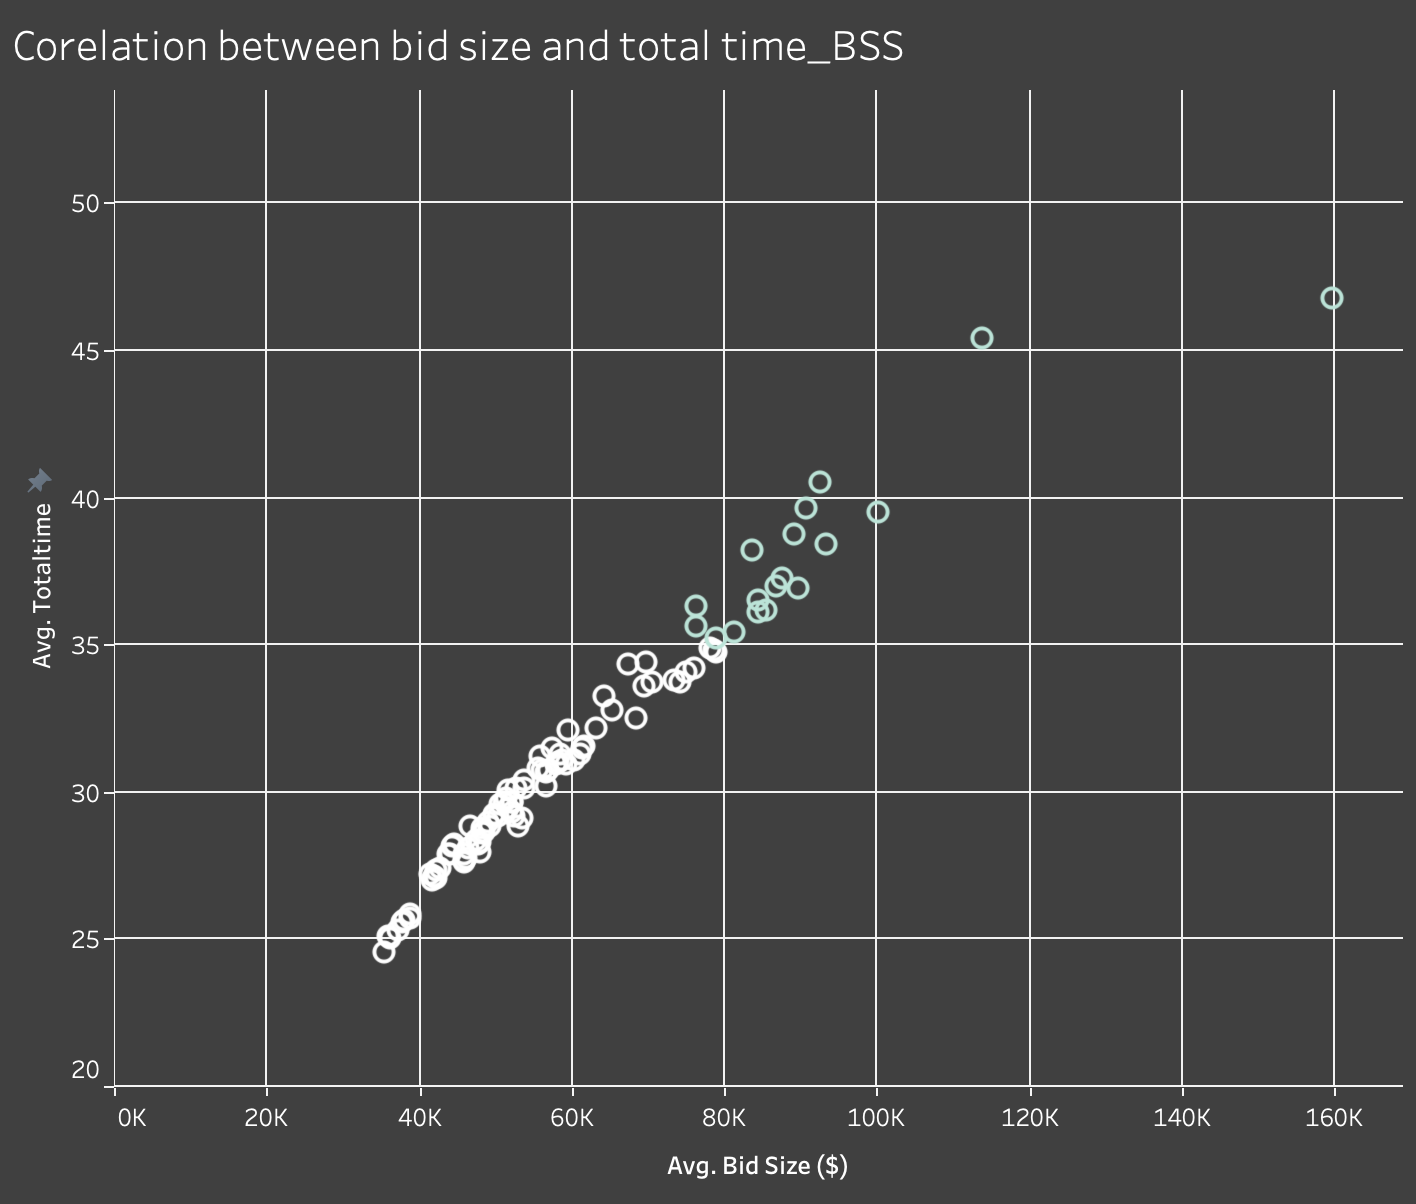 Corelation between bid size and total time_BSS
50
45
40
35
30
25
20
Avg. Totaltime
0K 20K 40K 60K 80K 100K 120K 140K 160K
Avg. Bid Size ($)